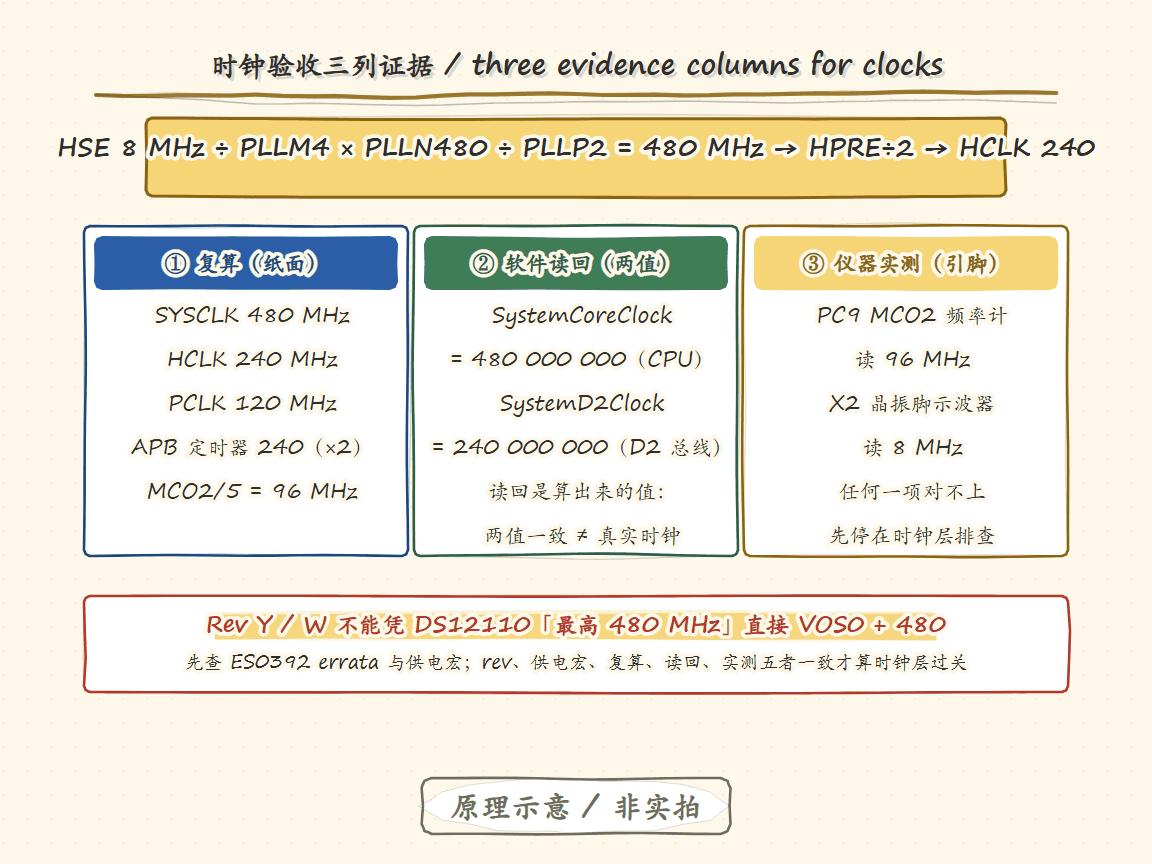 时钟验收三列证据 / three evidence columns for clocks
HSE 8 MHz ÷ PLLM4 × PLLN480 ÷ PLLP2 = 480 MHz → HPRE÷2 → HCLK 240
① 复算（纸面）
SYSCLK 480 MHz
HCLK 240 MHz
PCLK 120 MHz
APB 定时器 240（×2）
MCO2/5 = 96 MHz
② 软件读回（两值）
SystemCoreClock
= 480 000 000（CPU）
SystemD2Clock
= 240 000 000（D2 总线）
读回是算出来的值：
两值一致 ≠ 真实时钟
③ 仪器实测（引脚）
PC9 MCO2 频率计
读 96 MHz
X2 晶振脚示波器
读 8 MHz
任何一项对不上
先停在时钟层排查
Rev Y / W 不能凭 DS12110「最高 480 MHz」直接 VOS0 + 480
先查 ES0392 errata 与供电宏；rev、供电宏、复算、读回、实测五者一致才算时钟层过关
原理示意 / 非实拍